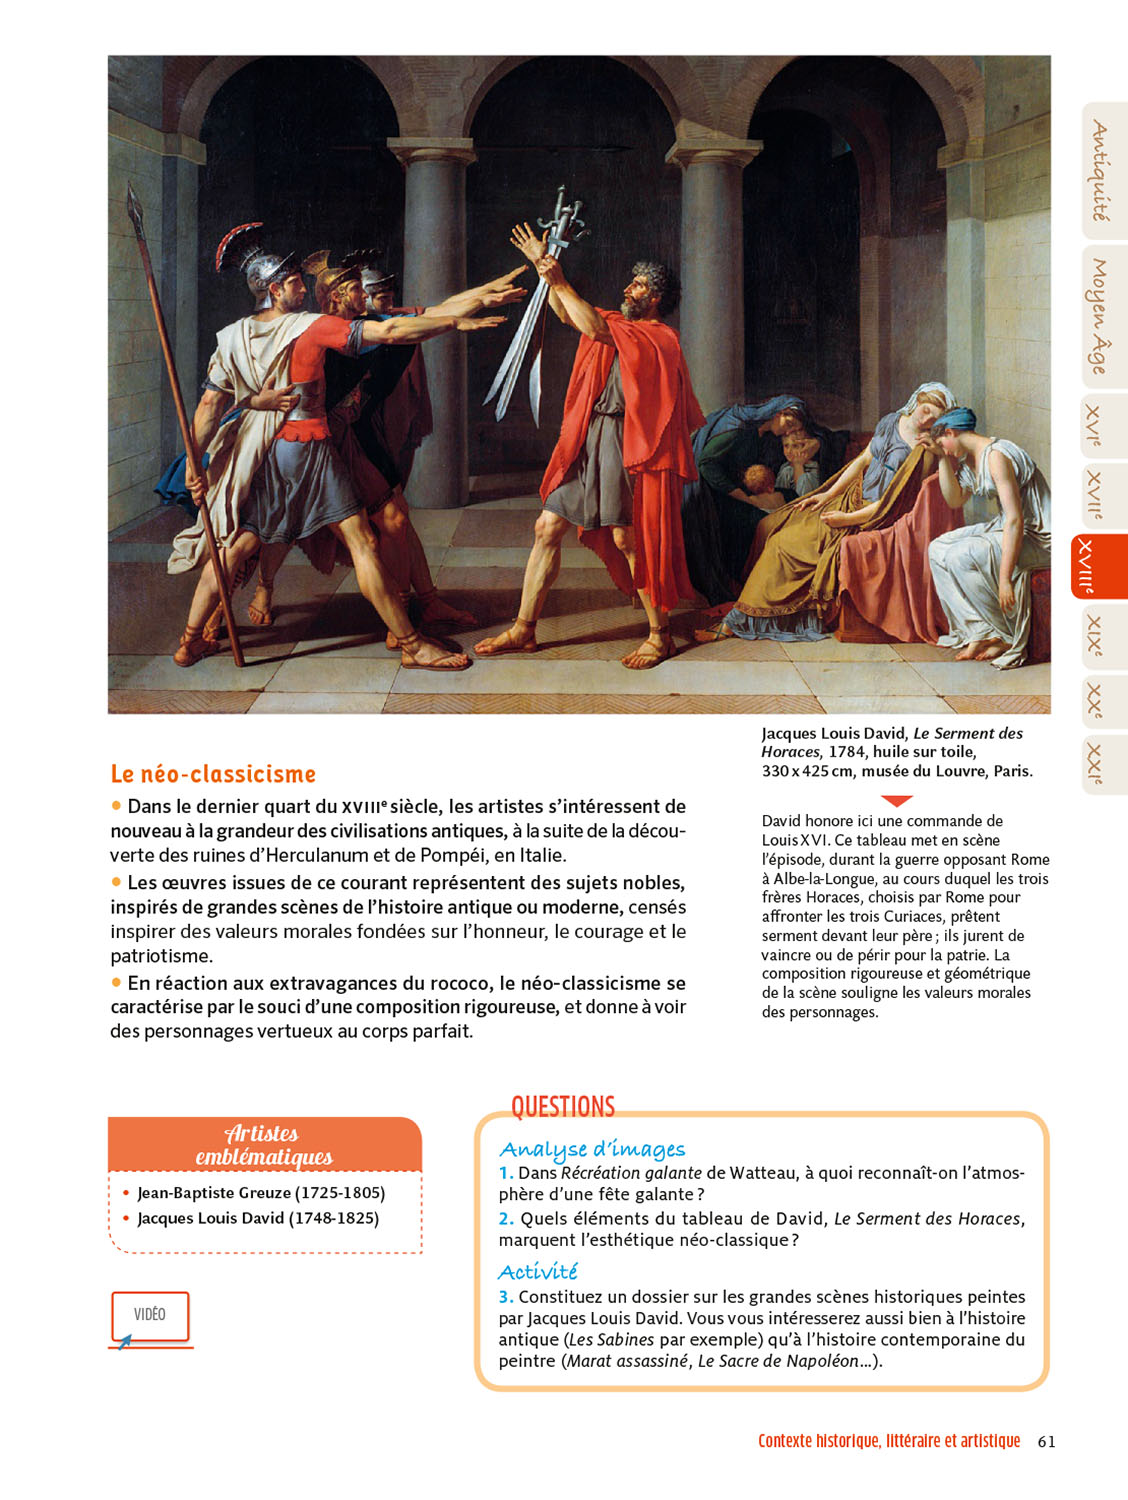 Antiquité
Moyen Âge
XVIe
XVIIe
XVIIIe
XIXe
XXe
XXIe
Jacques Louis David, Le Serment des
Horaces, 1784, huile sur toile,
330 x 425 cm, musée du Louvre, Paris.
David honore ici une commande de
Louis XVI. Ce tableau met en scène
l’épisode, durant la guerre opposant Rome
à Albe-la-Longue, au cours duquel les trois
frères Horaces, choisis par Rome pour
affronter les trois Curiaces, prêtent
serment devant leur père ; ils jurent de
vaincre ou de périr pour la patrie. La
composition rigoureuse et géométrique
de la scène souligne les valeurs morales
des personnages.
Le néo-classicisme
• Dans le dernier quart du XVIIIe siècle, les artistes s’intéressent de
nouveau à la grandeur des civilisations antiques, à la suite de la décou-
verte des ruines d’Herculanum et de Pompéi, en Italie.
• Les œuvres issues de ce courant représentent des sujets nobles,
inspirés de grandes scènes de l’histoire antique ou moderne, censés
inspirer des valeurs morales fondées sur l’honneur, le courage et le
patriotisme.
• En réaction aux extravagances du rococo, le néo-classicisme se
caractérise par le souci d’une composition rigoureuse, et donne à voir
des personnages vertueux au corps parfait.
Artistes
emblématiques
• Jean-Baptiste Greuze (1725-1805)
• Jacques Louis David (1748-1825)
VIDÉO
QUESTIONS
Analyse d’images
1. Dans Récréation galante de Watteau, à quoi reconnaît-on l’atmos-
phère d’une fête galante ?
2. Quels éléments du tableau de David, Le Serment des Horaces,
marquent l’esthétique néo-classique ?
Activité
3. Constituez un dossier sur les grandes scènes historiques peintes
par Jacques Louis David. Vous vous intéresserez aussi bien à l’histoire
antique (Les Sabines par exemple) qu’à l’histoire contemporaine du
peintre (Marat assassiné, Le Sacre de Napoléon...).
Contexte historique, littéraire et artistique 61